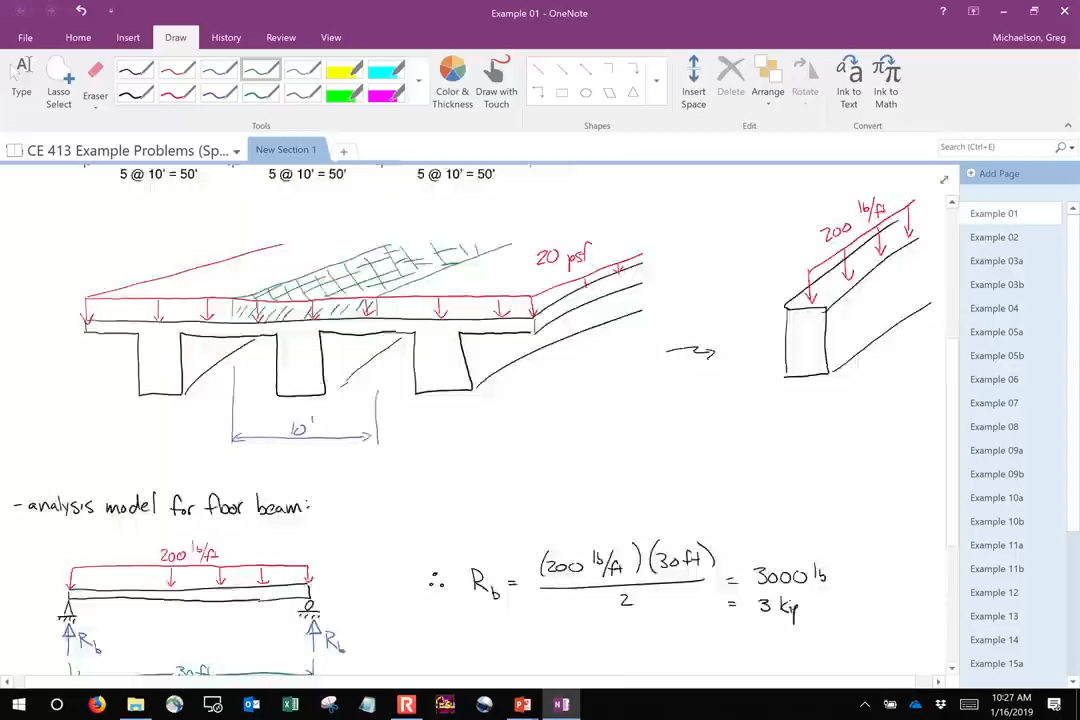 Example 01 - OneNote
?
Michaelson, Greg
File Home Insert Draw History Review View
Type
Lasso Select
Eraser
Color & Thickness
Draw with Touch
Insert Space
Delete
Arrange
Rotate
Ink to Text
Ink to Math
Tools
Shapes
Edit
Convert
CE 413 Example Problems (Sp...
New Section 1
Search (Ctrl+E)
5 @ 10' = 50' 5 @ 10' = 50' 5 @ 10' = 50'
Add Page
Example 01
Example 02
Example 03a
Example 03b
Example 04
Example 05a
Example 05b
Example 06
Example 07
Example 08
Example 09a
Example 09b
Example 10a
Example 10b
Example 11a
Example 11b
Example 12
Example 13
Example 14
Example 15a
20 psf
200 lb/ft
10'
- analysis model for floor beam:
200 lb/ft
Rb Rb
30 ft
∴ Rb = (200 lb/ft)(30 ft) / 2 = 3000 lb
= 3 kip
10:27 AM
1/16/2019